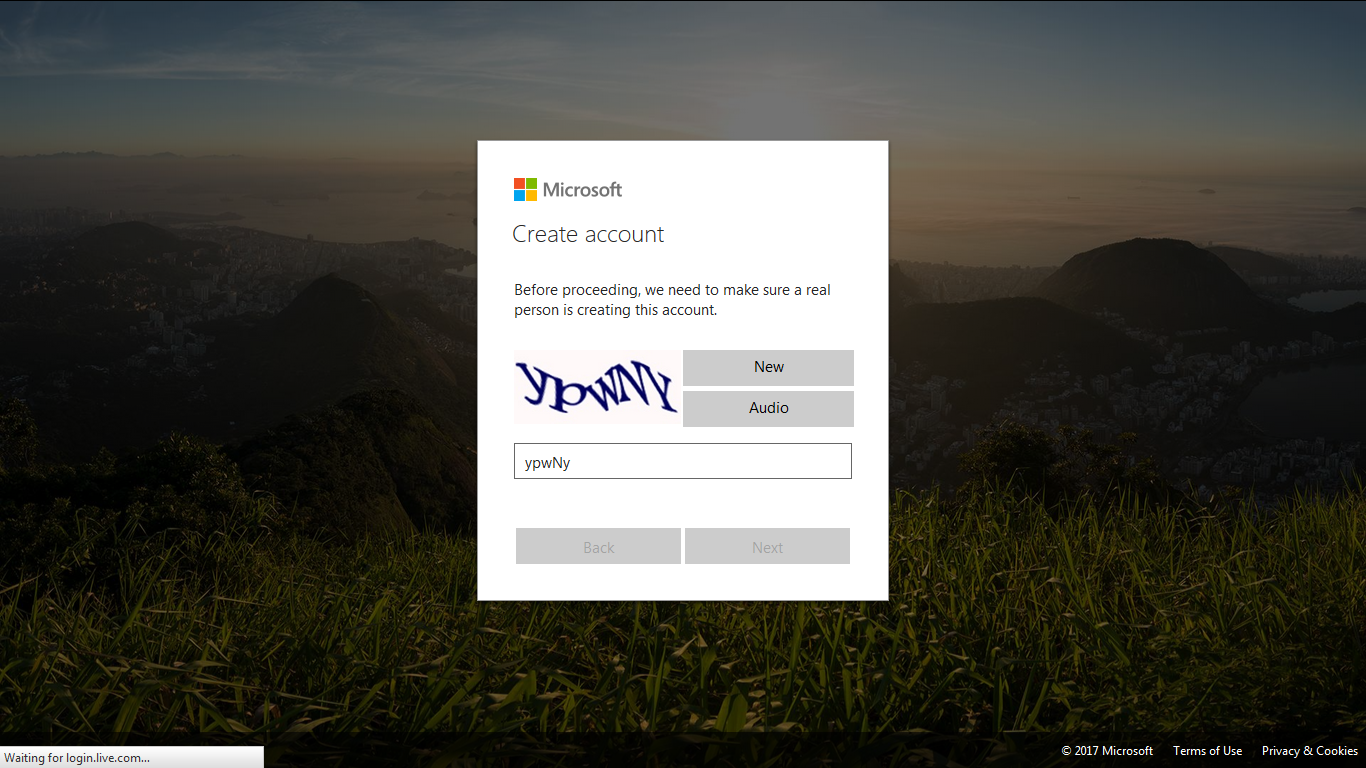 Microsoft
Create account
Before proceeding, we need to make sure a real
person is creating this account.
ypwNy
New
Audio
ypwNy
Back
Next
© 2017 Microsoft Terms of Use Privacy & Cookies
Waiting for login.live.com...